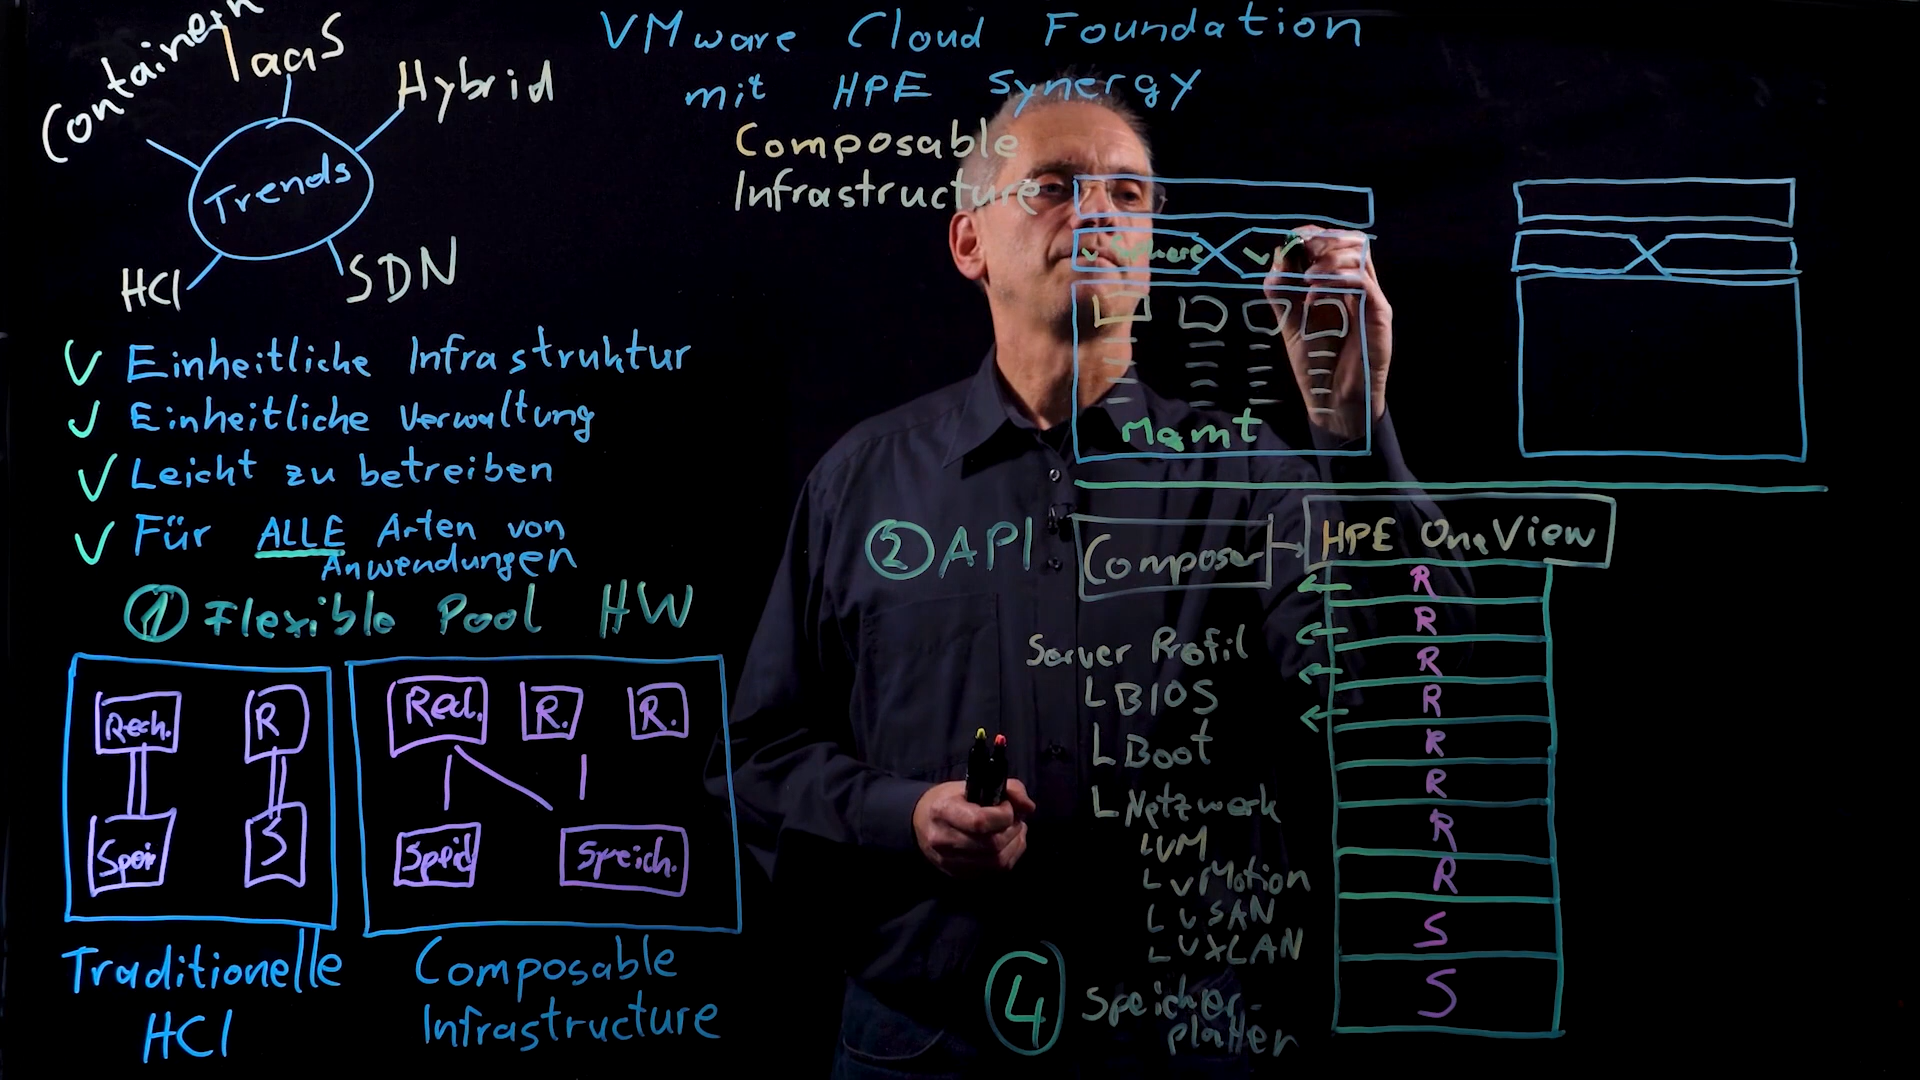 Container
IaaS
Hybrid
Trends
HCI
SDN
VMware Cloud Foundation
mit HPE Synergy
Composable
Infrastructure
Einheitliche Infrastruktur
Einheitliche Verwaltung
Leicht zu betreiben
Für ALLE Arten von
Anwendungen
1 Flexible Pool HW
Rech. R
Speir S
Traditionelle
HCI
Rech. R. R.
Speich Speich.
Composable
Infrastructure
Mgmt
2 API
Composer
HPE OneView
Server Profil
L BIOS
L Boot
L Netzwerk
L VM
L vMotion
L vSAN
L VXLAN
4 Speicher-
platten
R
R
R
R
R
R
R
R
S
S